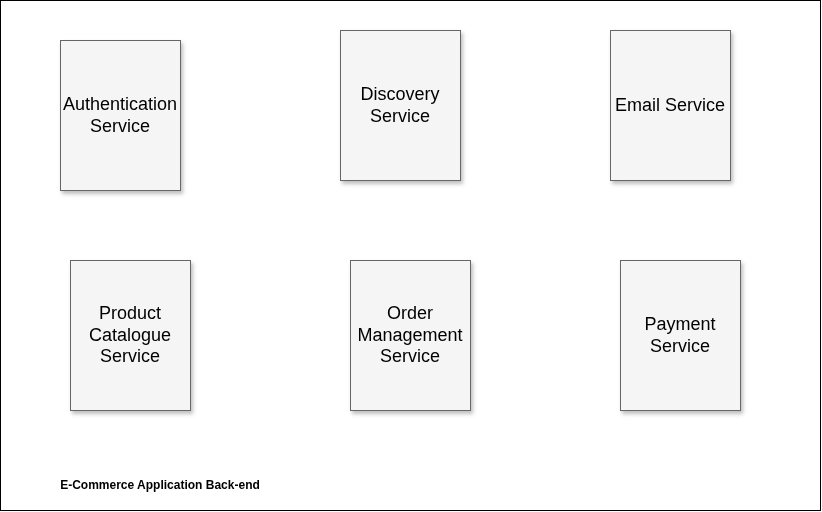 Authentication
Service
Discovery
Service
Email Service
Product
Catalogue
Service
Order
Management
Service
Payment
Service
E-Commerce Application Back-end